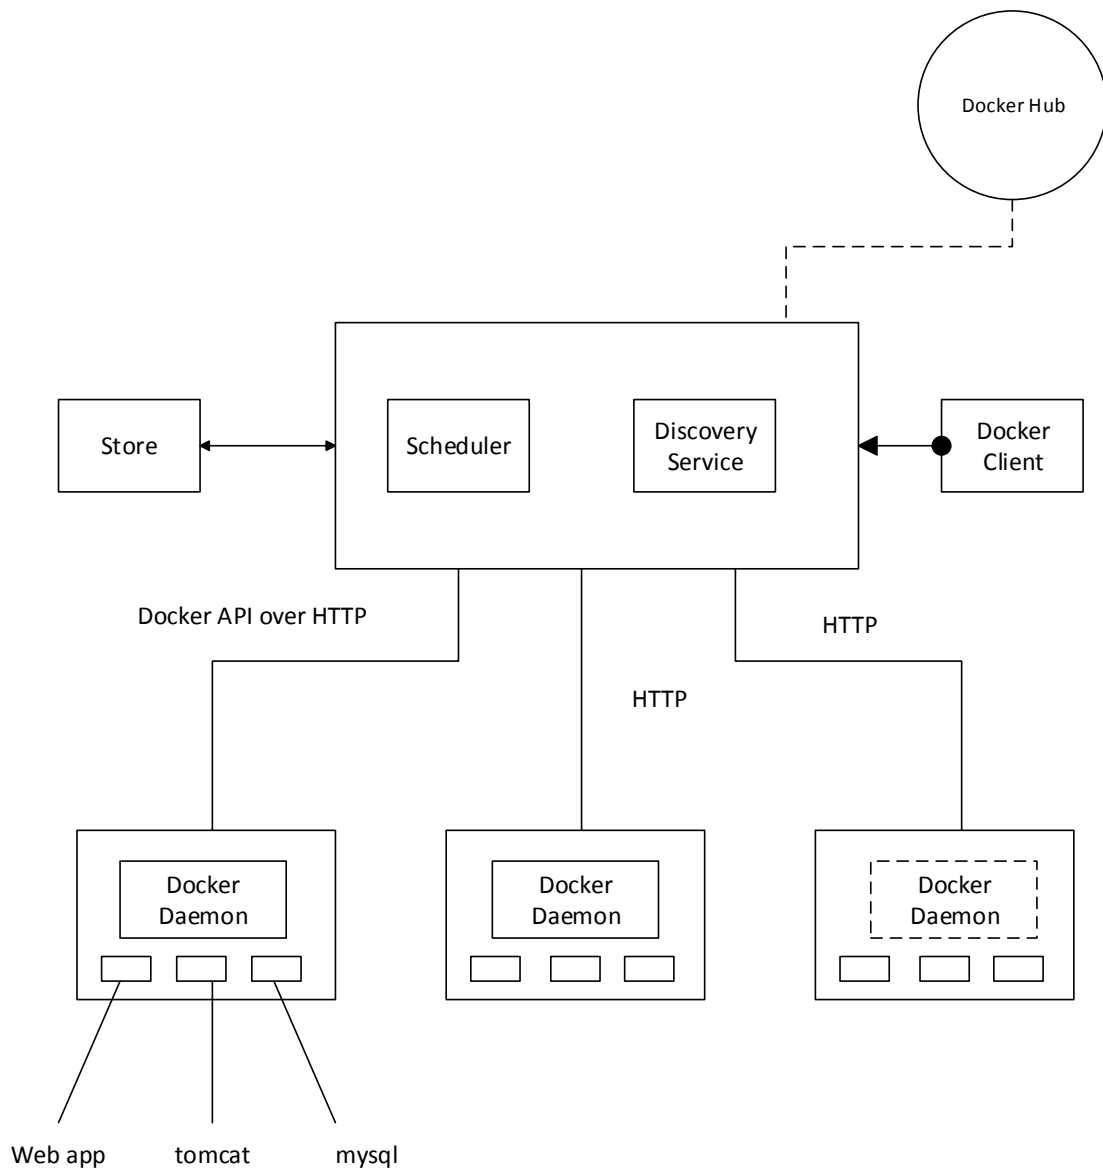 Docker Hub
Store
Scheduler
Discovery
Service
Docker
Client
Docker API over HTTP
HTTP
HTTP
Docker
Daemon
Docker
Daemon
Docker
Daemon
Web app
tomcat
mysql